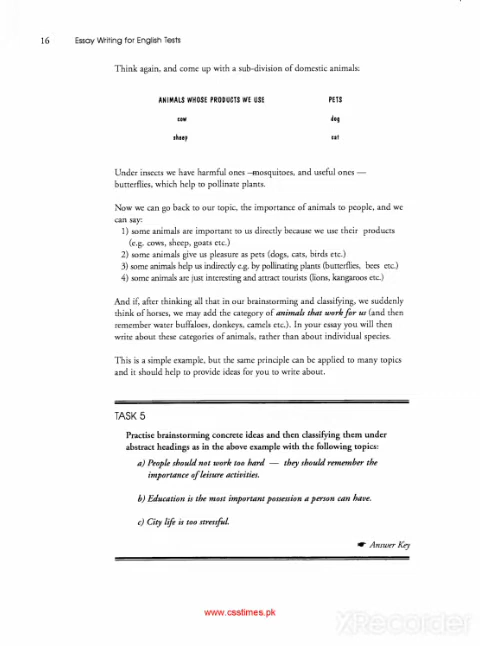 16 Essay Writing for English Tests
Think again, and come up with a sub-division of domestic animals:
ANIMALS WHOSE PRODUCTS WE USE PETS
cow dog
sheep cat
Under insects we have harmful ones –mosquitoes, and useful ones —
butterflies, which help to pollinate plants.
Now we can go back to our topic, the importance of animals to people, and we
can say:
1) some animals are important to us directly because we use their products
(e.g. cows, sheep, goats etc.)
2) some animals give us pleasure as pets (dogs, cats, birds etc.)
3) some animals help us indirectly e.g. by pollinating plants (butterflies, bees etc.)
4) some animals are just interesting and attract tourists (lions, kangaroos etc.)
And if, after thinking all that in our brainstorming and classifying, we suddenly
think of horses, we may add the category of animals that work for us (and then
remember water buffaloes, donkeys, camels etc.). In your essay you will then
write about these categories of animals, rather than about individual species.
This is a simple example, but the same principle can be applied to many topics
and it should help to provide ideas for you to write about.
TASK 5
Practise brainstorming concrete ideas and then classifying them under
abstract headings as in the above example with the following topics:
a) People should not work too hard — they should remember the
importance of leisure activities.
b) Education is the most important possession a person can have.
c) City life is too stressful.
☛ Answer Key
www.csstimes.pk
XRecorder